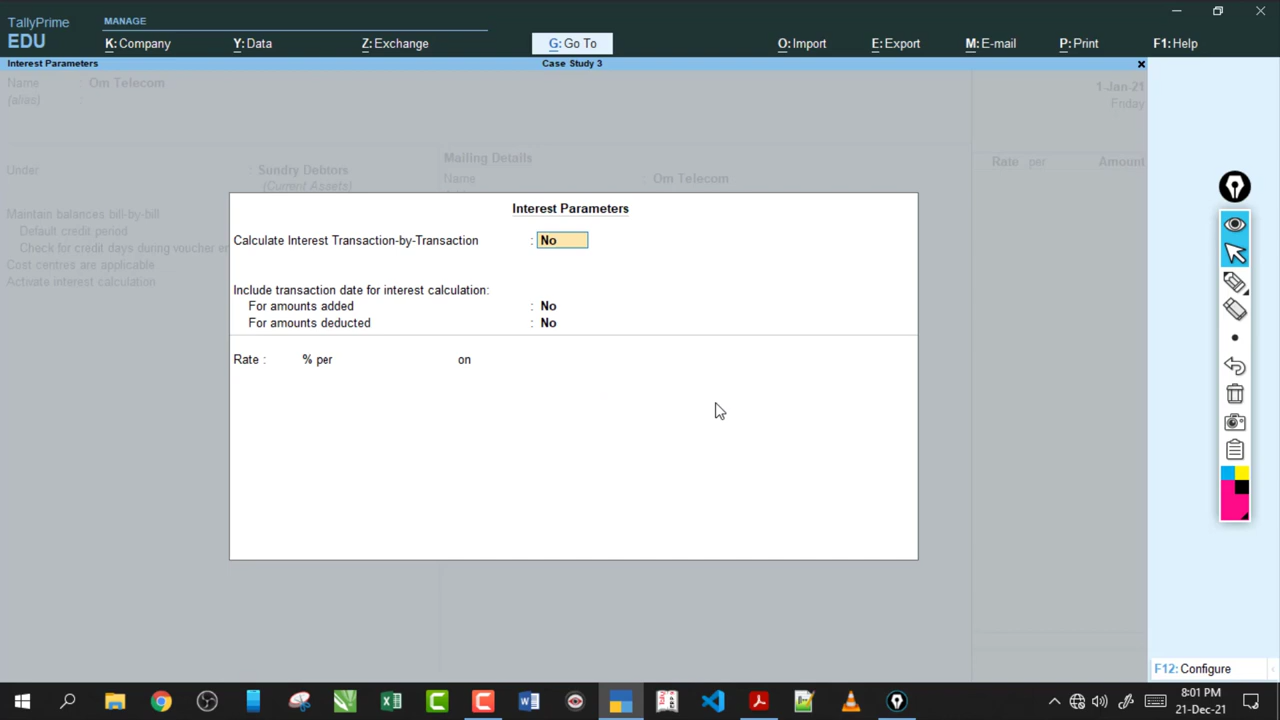 TallyPrime
EDU
MANAGE
K: Company
Y: Data
Z: Exchange
G: Go To
O: Import
E: Export
M: E-mail
P: Print
F1: Help
Interest Parameters
Case Study 3
Name : Om Telecom
(alias) :
1-Jan-21
Friday
Under : Sundry Debtors
(Current Assets)
Mailing Details
Name : Om Telecom
Rate per Amount
Maintain balances bill-by-bill
Default credit period
Check for credit days during voucher
Cost centres are applicable
Activate interest calculation
Interest Parameters
Calculate Interest Transaction-by-Transaction : No
Include transaction date for interest calculation:
For amounts added : No
For amounts deducted : No
Rate : % per on
F12: Configure
8:01 PM
21-Dec-21